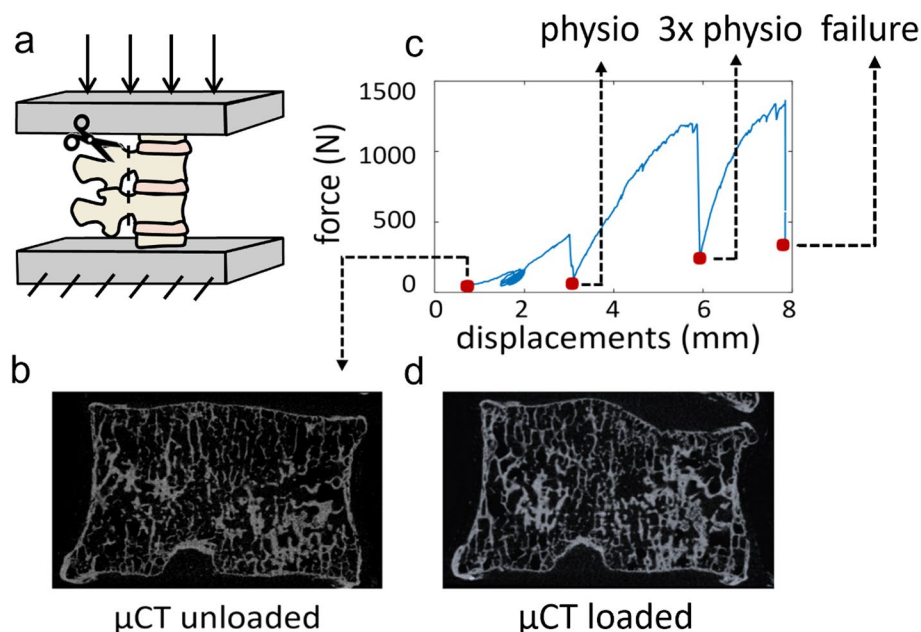 a
c
physio 3x physio failure
force (N)
1500
1000
500
0
0 2 4 6 8
displacements (mm)
b
d
µCT unloaded
µCT loaded